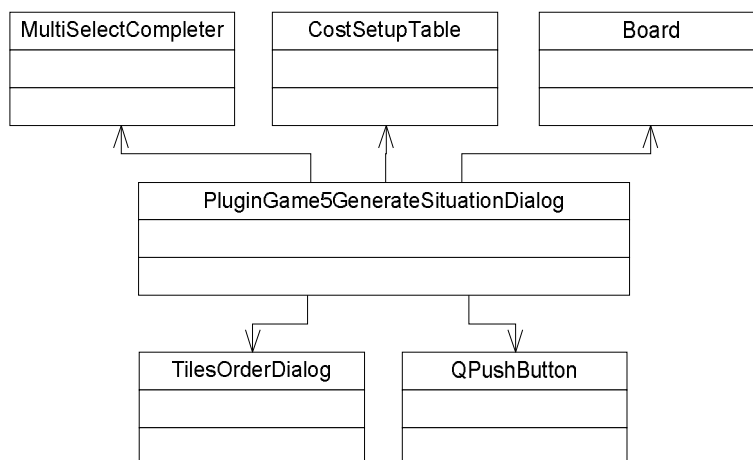 MultiSelectCompleter
CostSetupTable
Board
PluginGame5GenerateSituationDialog
TilesOrderDialog
QPushButton